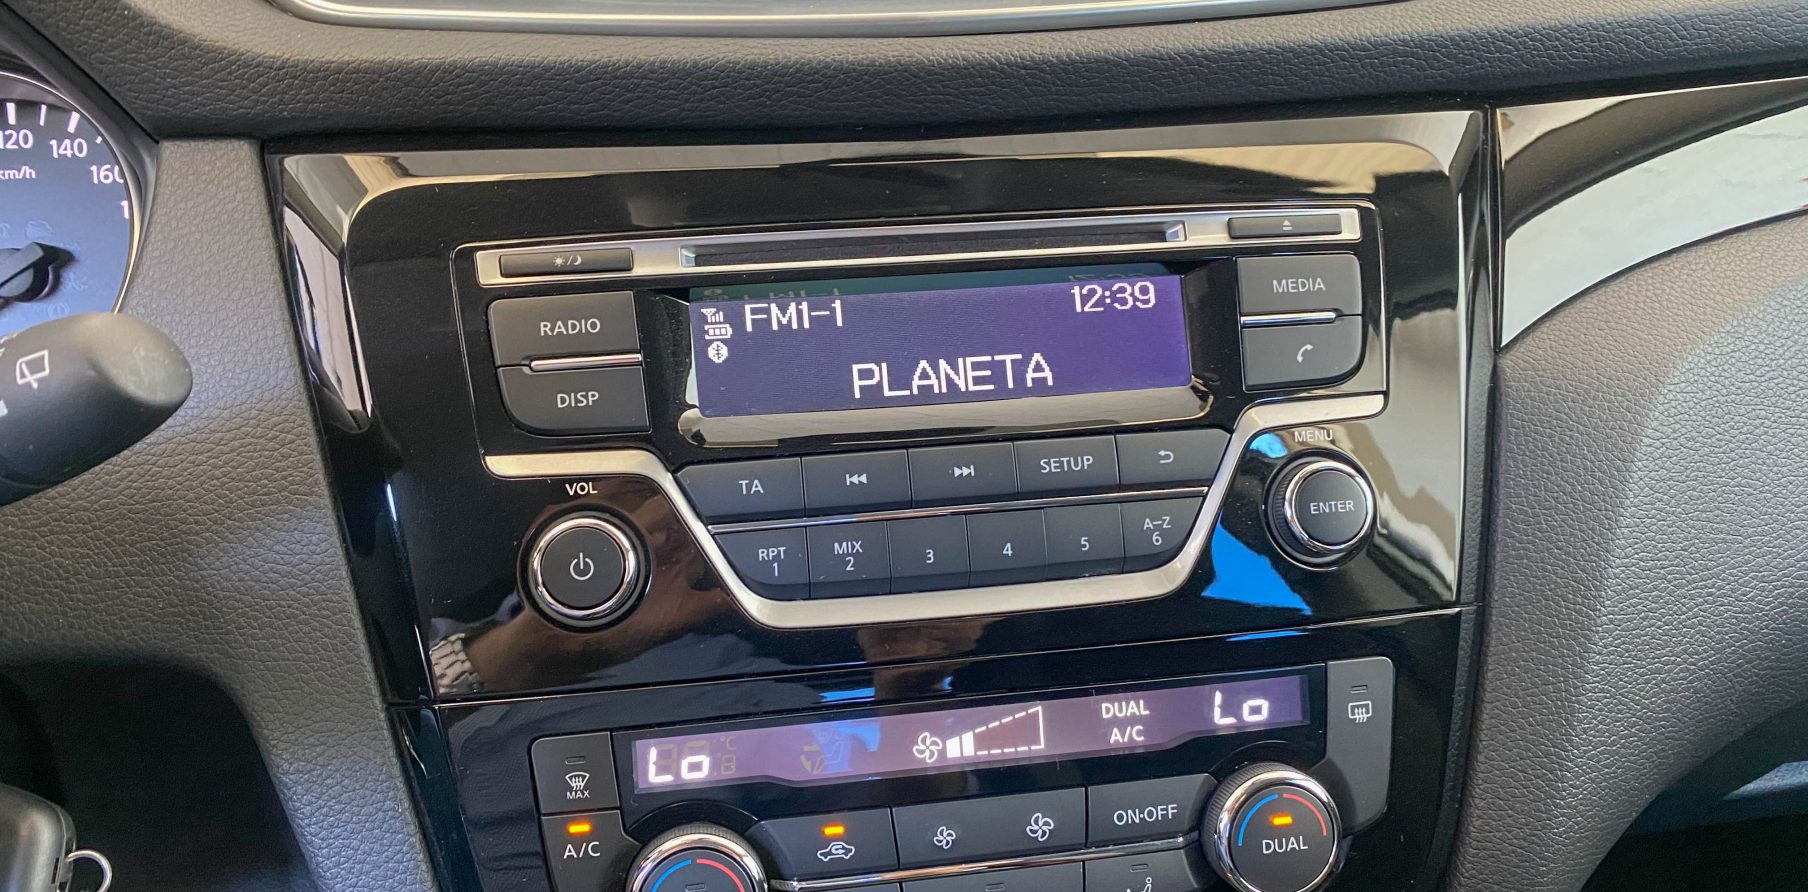 120
140
160
km/h
RADIO
DISP
FM1-1
12:39
PLANETA
MEDIA
VOL
TA
SETUP
MENU
ENTER
RPT
1
MIX
2
3
4
5
A-Z
6
Lo
DUAL
A/C
Lo
MAX
A/C
ON·OFF
DUAL